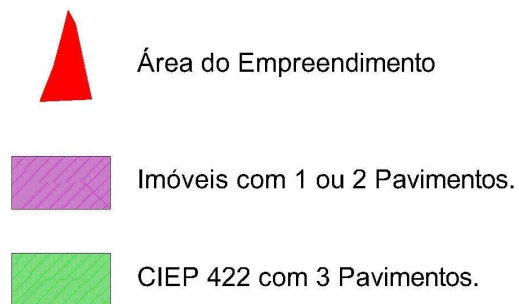 Área do Empreendimento
Imóveis com 1 ou 2 Pavimentos.
CIEP 422 com 3 Pavimentos.